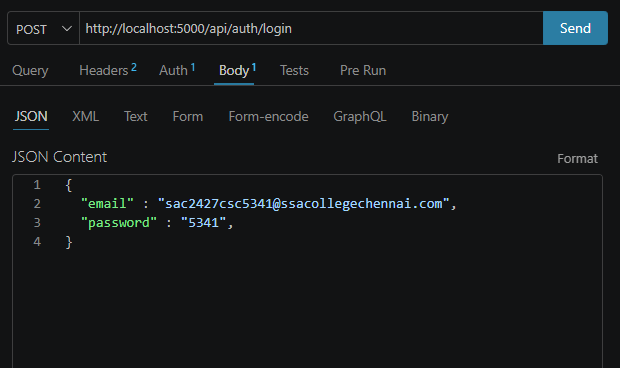 POST http://localhost:5000/api/auth/login Send
Query Headers 2 Auth 1 Body 1 Tests Pre Run
JSON XML Text Form Form-encode GraphQL Binary
JSON Content Format
1 {
2 "email" : "sac2427csc5341@ssacollegechennai.com",
3 "password" : "5341",
4 }